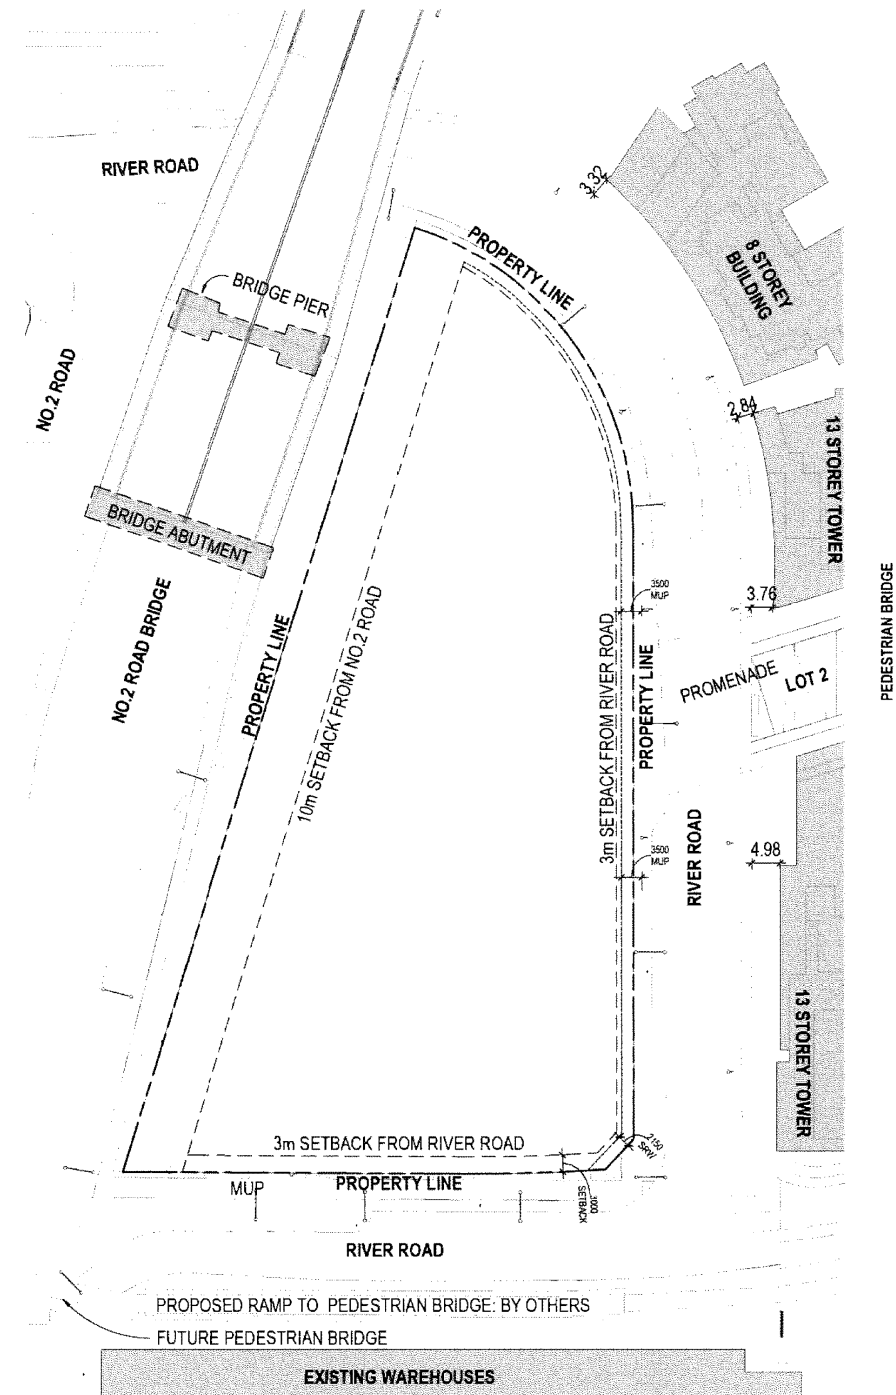 RIVER ROAD
PROPERTY LINE
3.32
8 STOREY
BUILDING
BRIDGE PIER
NO.2 ROAD
2.84
13 STOREY TOWER
BRIDGE ABUTMENT
3500
MUP
3.76
PEDESTRIAN BRIDGE
NO.2 ROAD BRIDGE
PROPERTY LINE
10m SETBACK FROM NO.2 ROAD
3m SETBACK FROM RIVER ROAD
PROPERTY LINE
PROMENADE
LOT 2
RIVER ROAD
3500
MUP
4.98
13 STOREY TOWER
3m SETBACK FROM RIVER ROAD
2150
SRW
MUP
PROPERTY LINE
3000
SETBACK
RIVER ROAD
PROPOSED RAMP TO PEDESTRIAN BRIDGE: BY OTHERS
FUTURE PEDESTRIAN BRIDGE
EXISTING WAREHOUSES